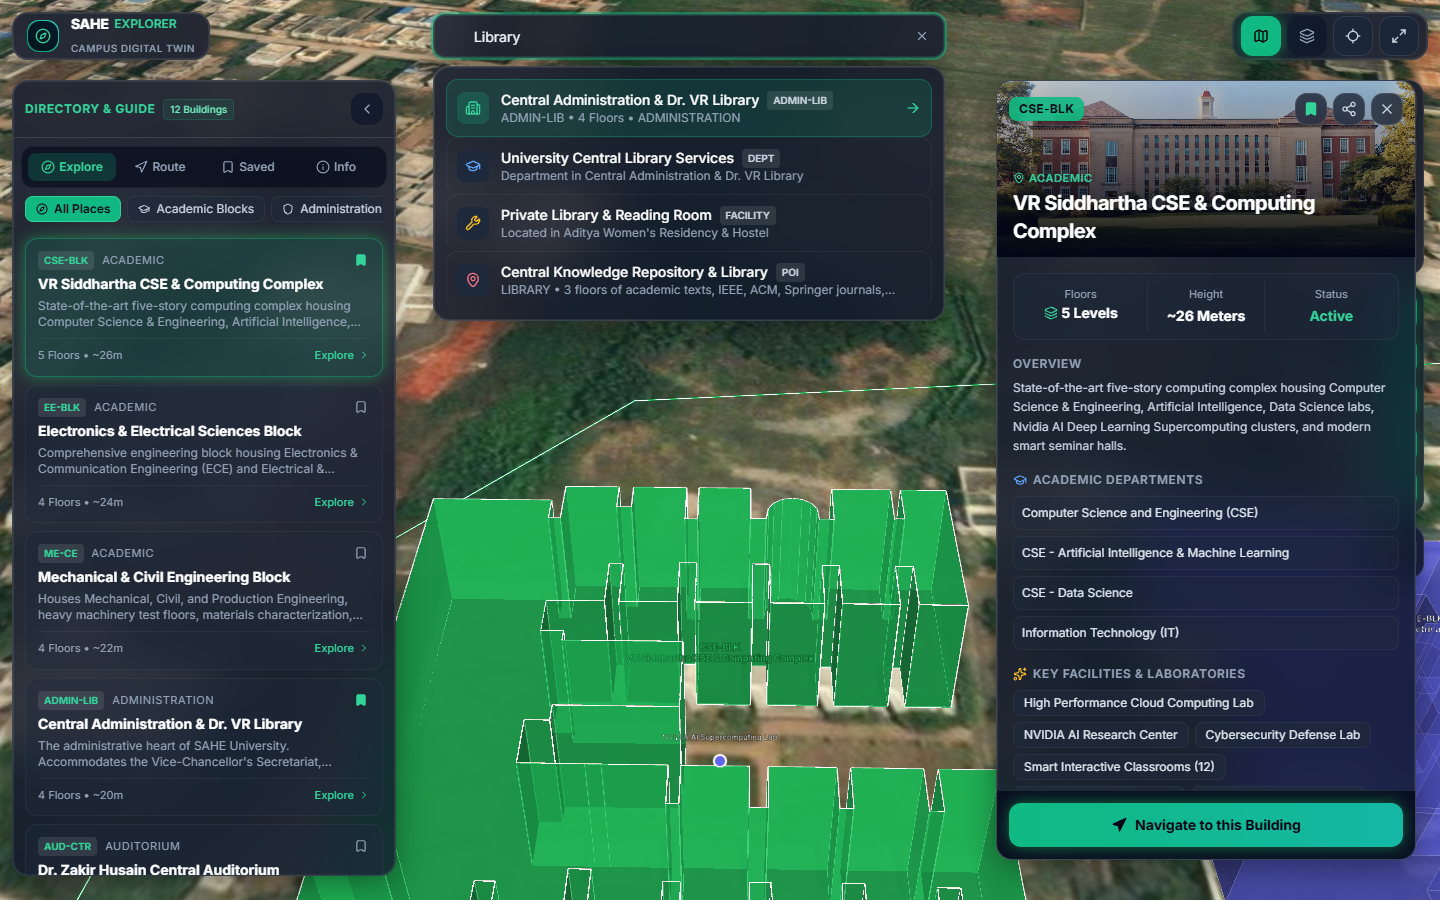 SAHE EXPLORER
CAMPUS DIGITAL TWIN
Library
DIRECTORY & GUIDE
12 Buildings
Explore
Route
Saved
Info
All Places
Academic Blocks
Administration
CSE-BLK
ACADEMIC
VR Siddhartha CSE & Computing Complex
State-of-the-art five-story computing complex housing
Computer Science & Engineering, Artificial Intelligence,...
5 Floors • ~26m
Explore
EE-BLK
ACADEMIC
Electronics & Electrical Sciences Block
Comprehensive engineering block housing Electronics &
Communication Engineering (ECE) and Electrical &...
4 Floors • ~24m
Explore
ME-CE
ACADEMIC
Mechanical & Civil Engineering Block
Houses Mechanical, Civil, and Production Engineering,
heavy machinery test floors, materials characterization,...
4 Floors • ~22m
Explore
ADMIN-LIB
ADMINISTRATION
Central Administration & Dr. VR Library
The administrative heart of SAHE University.
Accommodates the Vice-Chancellor's Secretariat,...
4 Floors • ~20m
Explore
AUD-CTR
AUDITORIUM
Dr. Zakir Husain Central Auditorium
Central Administration & Dr. VR Library
ADMIN-LIB
ADMIN-LIB • 4 Floors • ADMINISTRATION
University Central Library Services
DEPT
Department in Central Administration & Dr. VR Library
Private Library & Reading Room
FACILITY
Located in Aditya Women's Residency & Hostel
Central Knowledge Repository & Library
POI
LIBRARY • 3 floors of academic texts, IEEE, ACM, Springer journals,...
CSE-BLK
VR Siddhartha CSE & Computing Complex
Nvidia AI Supercomputing Lab
CSE-BLK
ACADEMIC
VR Siddhartha CSE & Computing
Complex
Floors
5 Levels
Height
~26 Meters
Status
Active
OVERVIEW
State-of-the-art five-story computing complex housing Computer
Science & Engineering, Artificial Intelligence, Data Science labs,
Nvidia AI Deep Learning Supercomputing clusters, and modern
smart seminar halls.
ACADEMIC DEPARTMENTS
Computer Science and Engineering (CSE)
CSE - Artificial Intelligence & Machine Learning
CSE - Data Science
Information Technology (IT)
KEY FACILITIES & LABORATORIES
High Performance Cloud Computing Lab
NVIDIA AI Research Center
Cybersecurity Defense Lab
Smart Interactive Classrooms (12)
Navigate to this Building